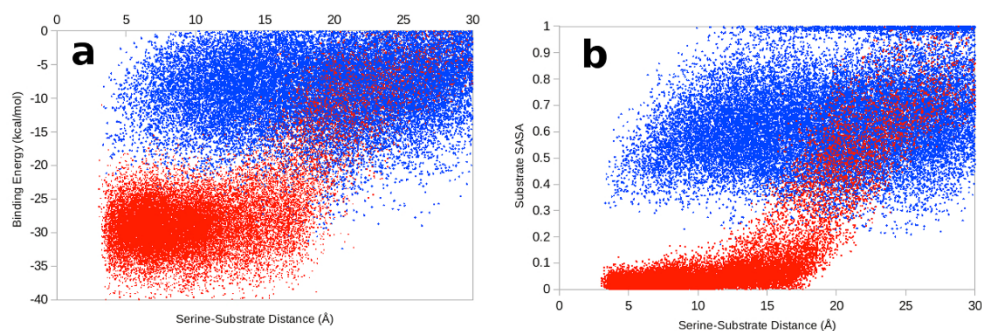 0 5 10 15 20 25 30
a
0
-5
-10
-15
-20
-25
-30
-35
-40
Binding Energy (kcal/mol)
Serine-Substrate Distance (Å)
b
1
0.9
0.8
0.7
0.6
0.5
0.4
0.3
0.2
0.1
0
Substrate SASA
0 5 10 15 20 25 30
Serine-Substrate Distance (Å)